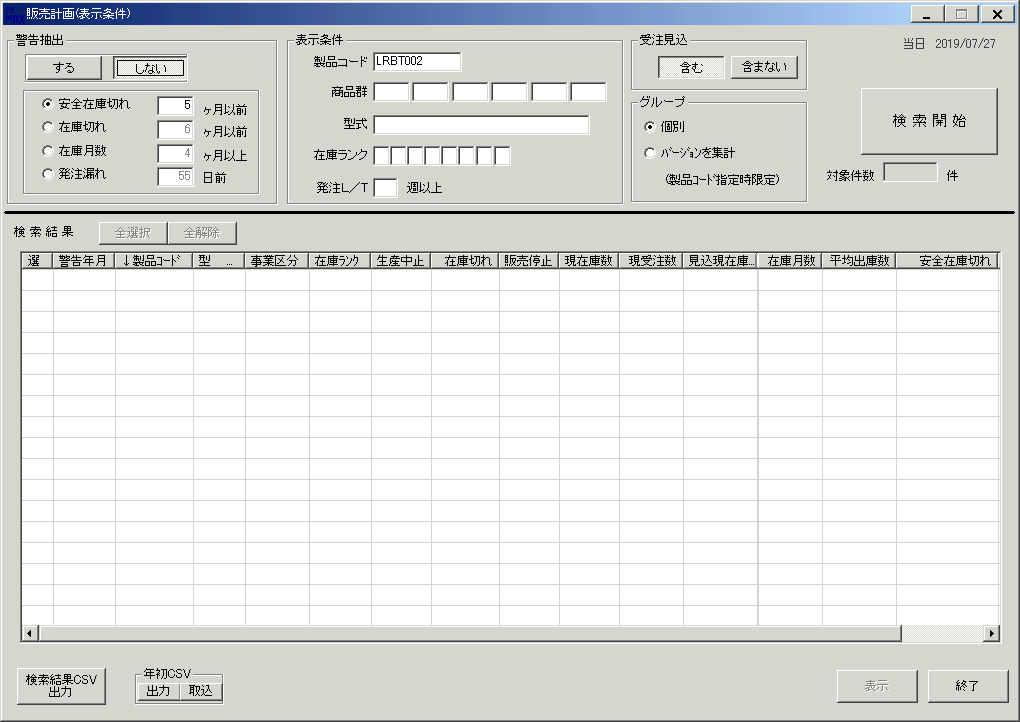 販売計画(表示条件)
警告抽出
する
しない
安全在庫切れ 5 ヶ月以前
在庫切れ 6 ヶ月以前
在庫月数 4 ヶ月以上
発注漏れ 55 日前
表示条件
製品コード LRBT002
商品群
型式
在庫ランク
発注L/T 週以上
受注見込
含む
含まない
グループ
個別
バージョンを集計
(製品コード指定時限定)
当日 2019/07/27
検索開始
対象件数 件
検索結果
全選択
全解除
選 警告年月 ↓製品コード 型 ... 事業区分 在庫ランク 生産中止 在庫切れ 販売停止 現在庫数 現受注数 見込現在庫... 在庫月数 平均出庫数 安全在庫切れ
検索結果CSV
出力
年初CSV
出力 取込
表示
終了